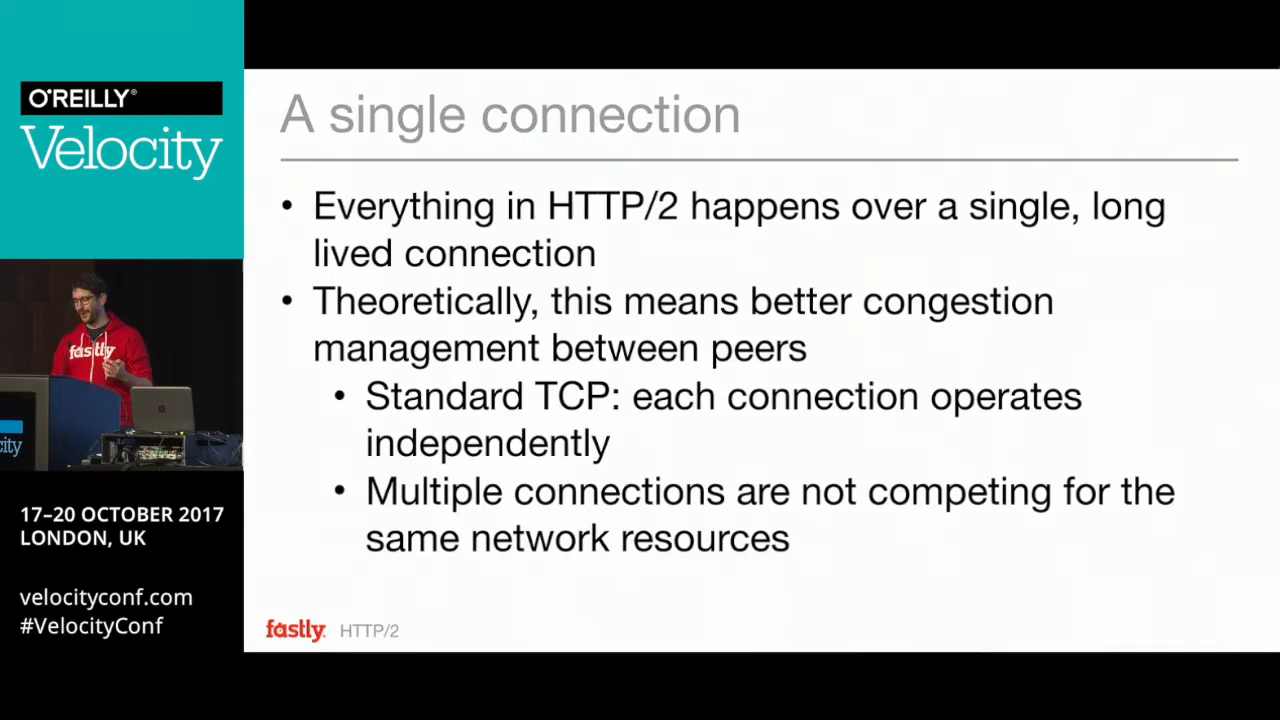 O'REILLY®
Velocity
fastly
city
17–20 OCTOBER 2017
LONDON, UK
velocityconf.com
#VelocityConf
A single connection
• Everything in HTTP/2 happens over a single, long
lived connection
• Theoretically, this means better congestion
management between peers
• Standard TCP: each connection operates
independently
• Multiple connections are not competing for the
same network resources
fastly. HTTP/2